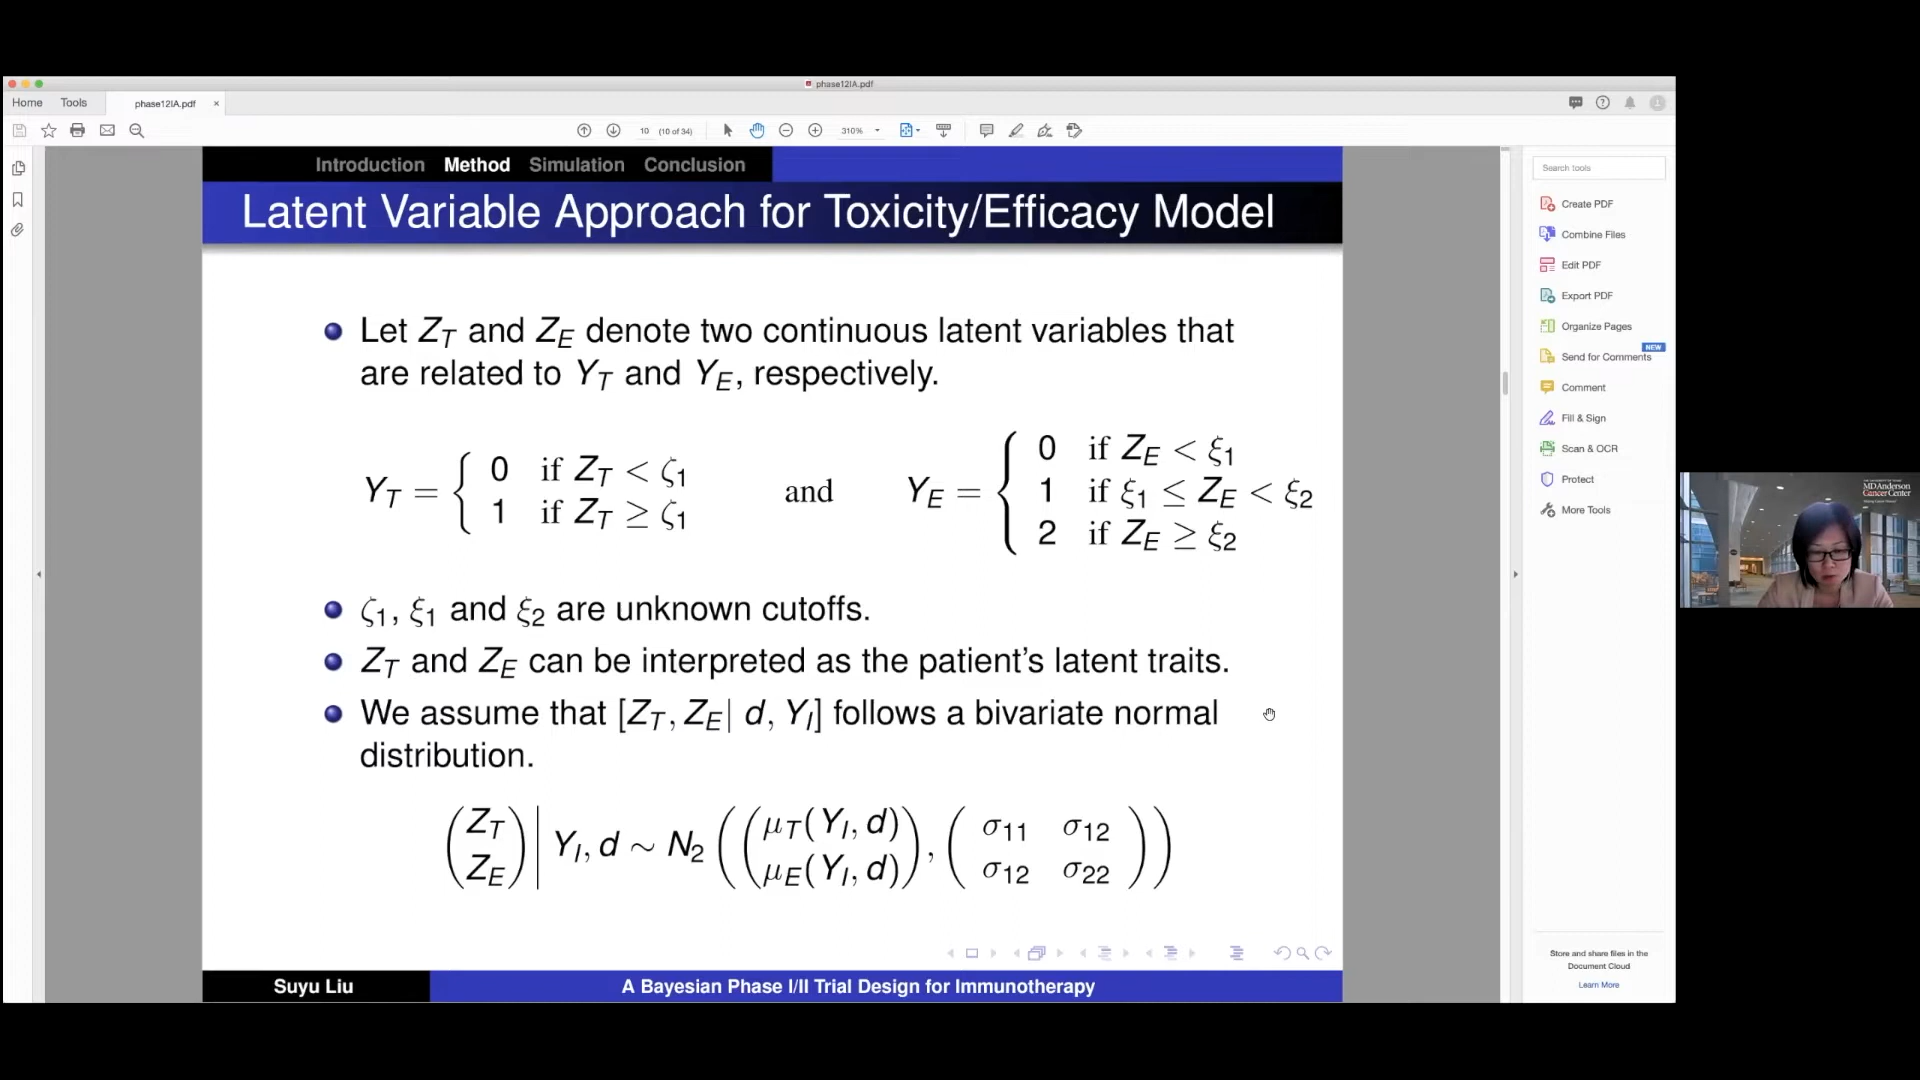 phase12IA.pdf
Home Tools phase12IA.pdf ×
10 (10 of 34) 310%
Introduction Method Simulation Conclusion
Latent Variable Approach for Toxicity/Efficacy Model
Let Z_T and Z_E denote two continuous latent variables that
are related to Y_T and Y_E, respectively.
Y_T = { 0 if Z_T < ζ_1
1 if Z_T ≥ ζ_1
and
Y_E = { 0 if Z_E < ξ_1
1 if ξ_1 ≤ Z_E < ξ_2
2 if Z_E ≥ ξ_2
ζ_1, ξ_1 and ξ_2 are unknown cutoffs.
Z_T and Z_E can be interpreted as the patient's latent traits.
We assume that [Z_T, Z_E| d, Y_I] follows a bivariate normal
distribution.
(Z_T Z_E) | Y_I, d ∼ N_2 ((μ_T(Y_I, d) μ_E(Y_I, d)), (σ_11 σ_12 σ_12 σ_22))
Suyu Liu A Bayesian Phase I/II Trial Design for Immunotherapy
Search tools
Create PDF
Combine Files
Edit PDF
Export PDF
Organize Pages
NEW
Send for Comments
Comment
Fill & Sign
Scan & OCR
Protect
More Tools
Store and share files in the
Document Cloud
Learn More
MD Anderson
Cancer Center